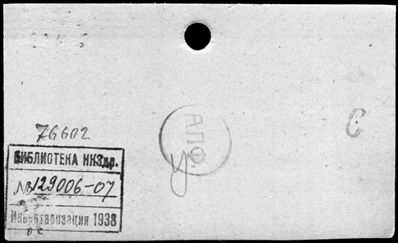 76602
АПФ.
С
БИБЛИОТЕКА НКЗдр.
№129006-07
Инвентаризация 1938